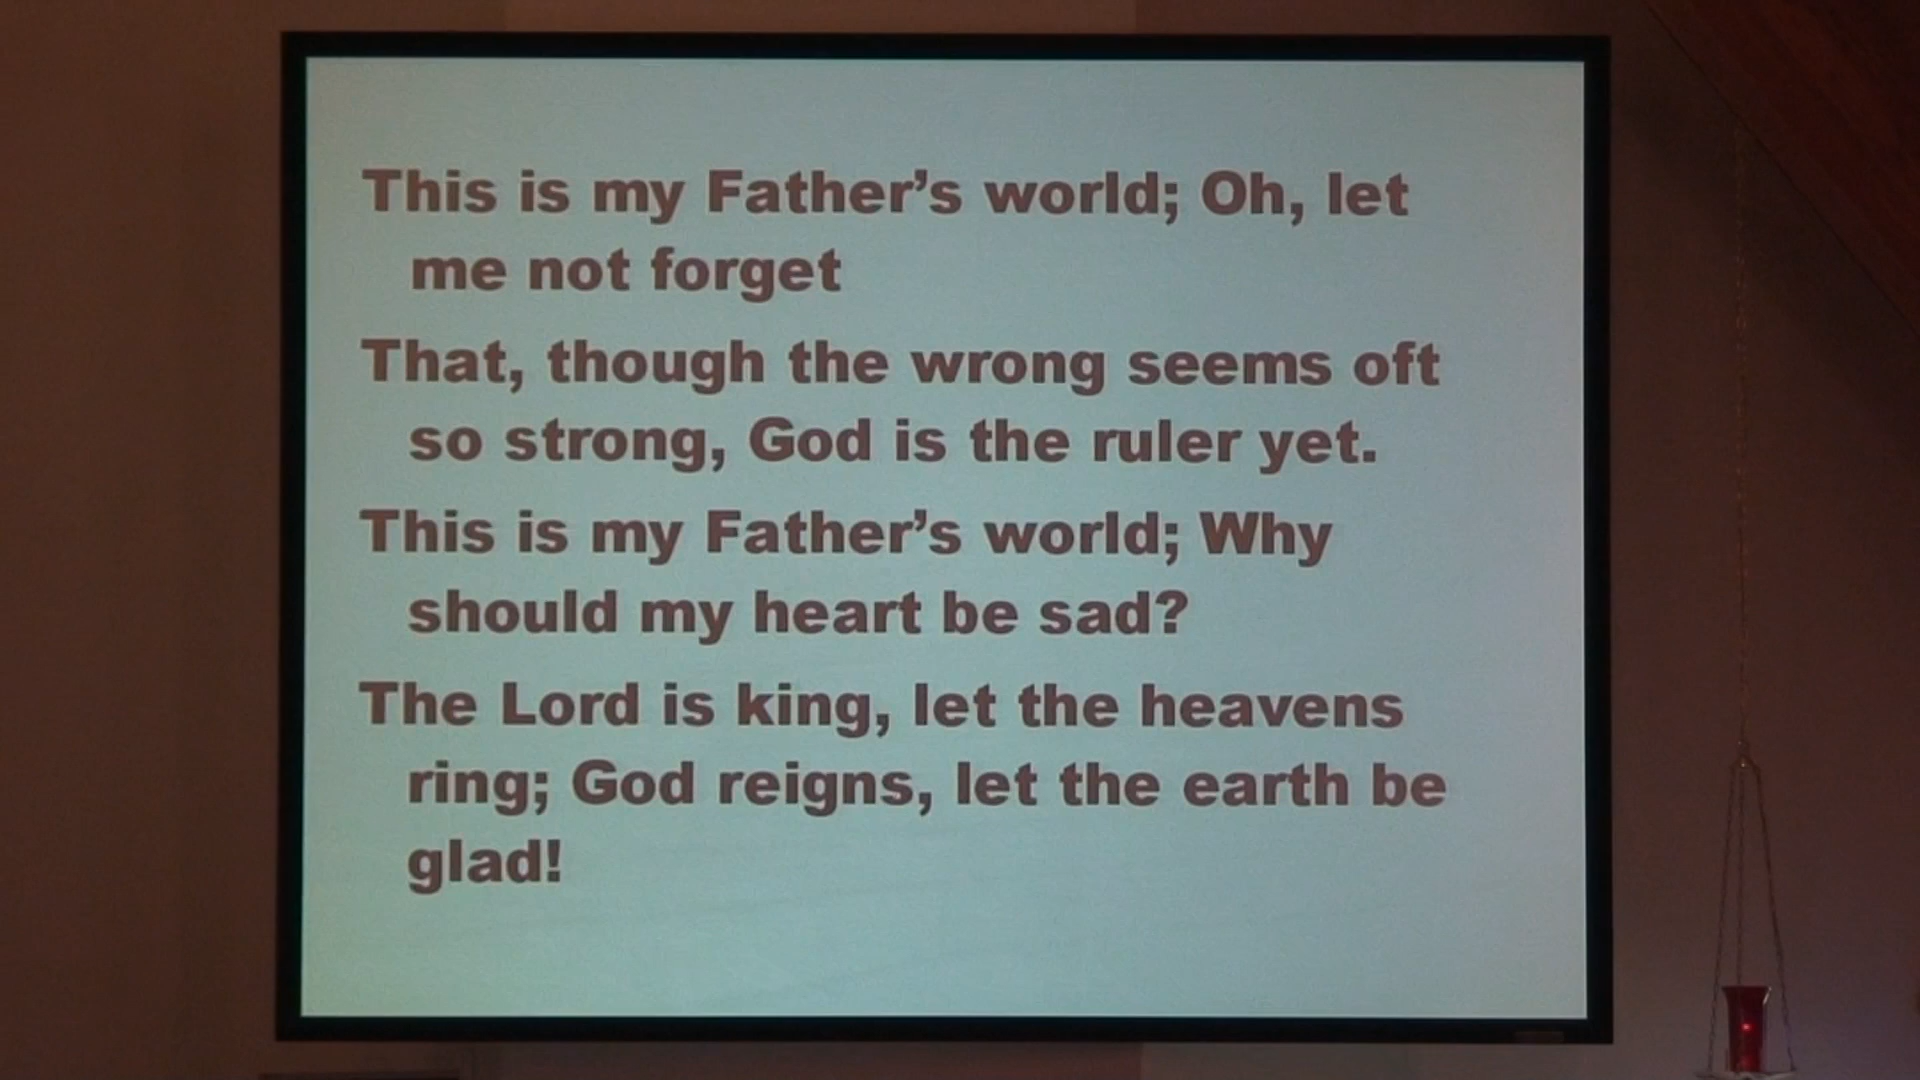 This is my Father’s world; Oh, let
me not forget
That, though the wrong seems oft
so strong, God is the ruler yet.
This is my Father’s world; Why
should my heart be sad?
The Lord is king, let the heavens
ring; God reigns, let the earth be
glad!